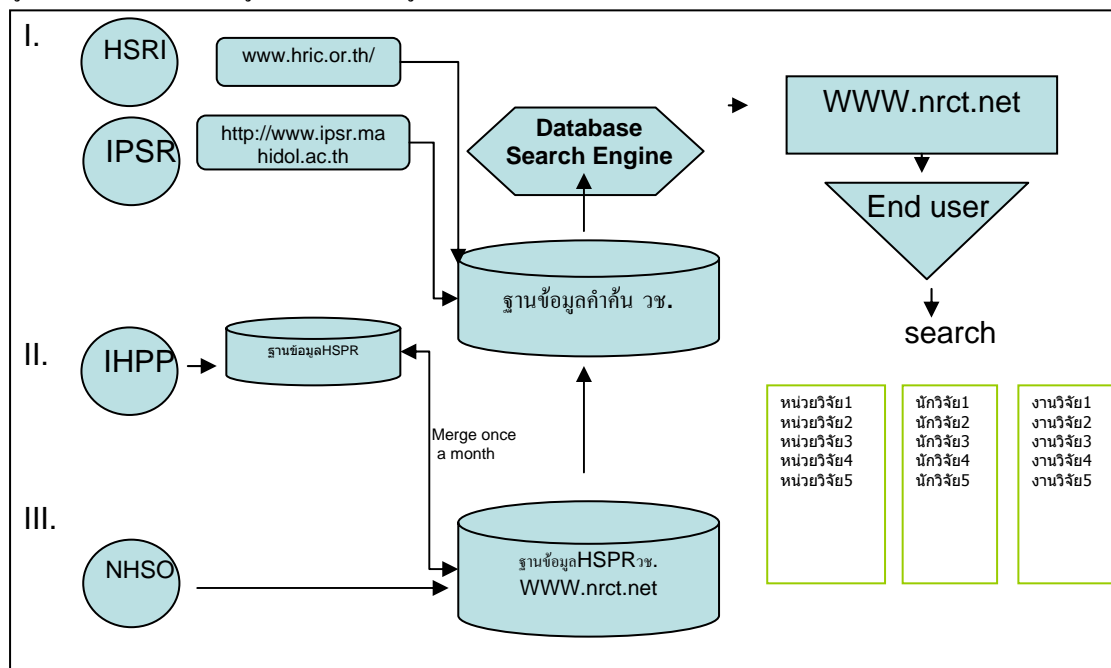 I.
HSRI
www.hric.or.th/
IPSR
http://www.ipsr.ma
hidol.ac.th
Database
Search Engine
WWW.nrct.net
End user
search
ฐานข้อมูลคำค้น วช.
II.
IHPP
ฐานข้อมูลHSPR
Merge once
a month
III.
NHSO
ฐานข้อมูลHSPRวช.
WWW.nrct.net
หน่วยวิจัย1
หน่วยวิจัย2
หน่วยวิจัย3
หน่วยวิจัย4
หน่วยวิจัย5
นักวิจัย1
นักวิจัย2
นักวิจัย3
นักวิจัย4
นักวิจัย5
งานวิจัย1
งานวิจัย2
งานวิจัย3
งานวิจัย4
งานวิจัย5